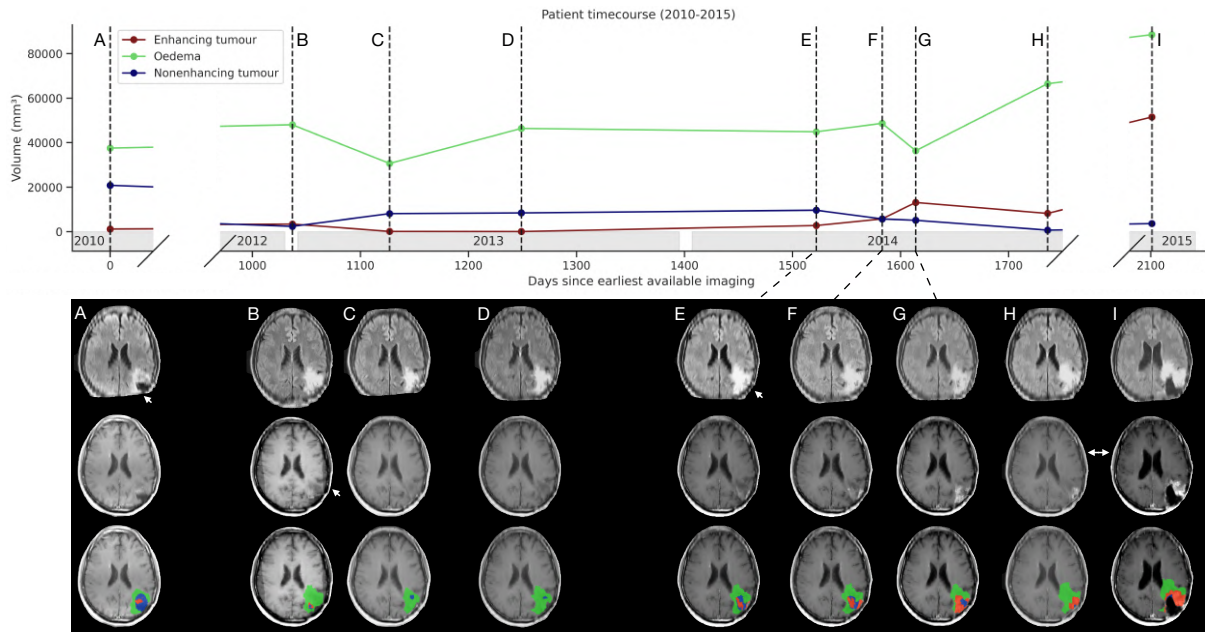 Patient timecourse (2010-2015)
A B C D E F G H I
Enhancing tumour
Oedema
Nonenhancing tumour
Volume (mm³)
80000
60000
40000
20000
0
2010 2012 2013 2014 2015
0 1000 1100 1200 1300 1400 1500 1600 1700 2100
Days since earliest available imaging
A B C D E F G H I